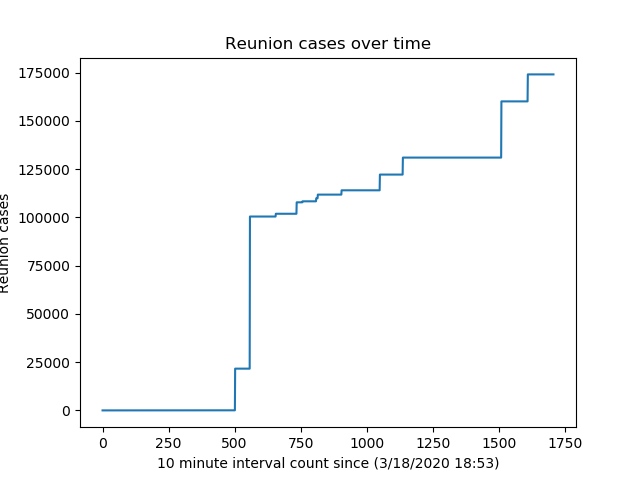 Reunion cases over time
175000
150000
125000
100000
75000
50000
25000
0
Reunion cases
0 250 500 750 1000 1250 1500 1750
10 minute interval count since (3/18/2020 18:53)